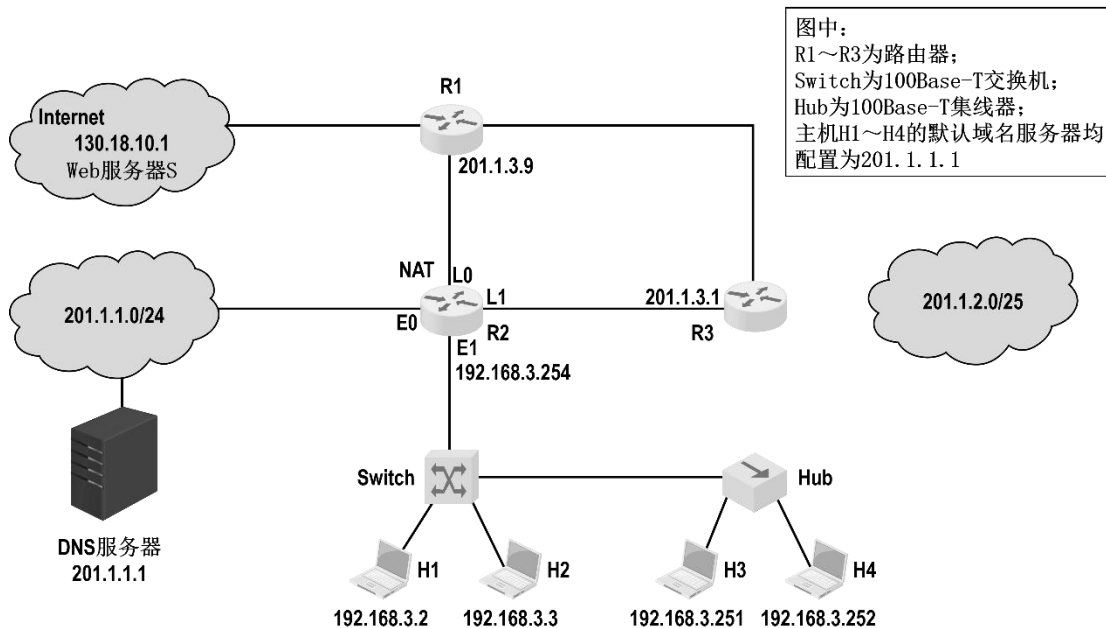 图中：
R1～R3为路由器；
Switch为100Base-T交换机；
Hub为100Base-T集线器；
主机H1～H4的默认域名服务器均
配置为201.1.1.1
R1
Internet
130.18.10.1
Web服务器S
201.1.3.9
NAT
L0
L1
201.1.3.1
201.1.1.0/24
E0
R2
R3
201.1.2.0/25
E1
192.168.3.254
Switch
Hub
DNS服务器
201.1.1.1
H1
H2
H3
H4
192.168.3.2
192.168.3.3
192.168.3.251
192.168.3.252